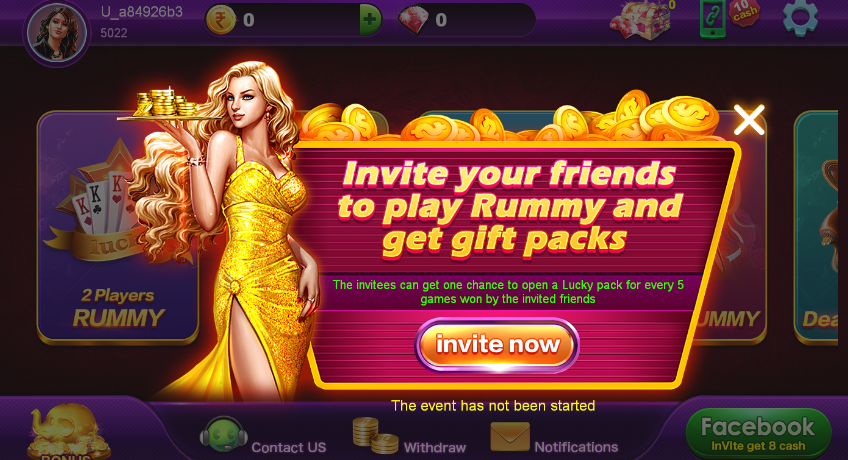 U_a84926b3
5022
0
0
0
10
cash
Invite your friends
to play Rummy and
get gift packs
The invitees can get one chance to open a Lucky pack for every 5
games won by the invited friends
invite now
K K K
luck
2 Players
RUMMY
UMMY
Dea
The event has not been started
BONUS
Contact US
Withdraw
Notifications
Facebook
InVIte get 8 cash